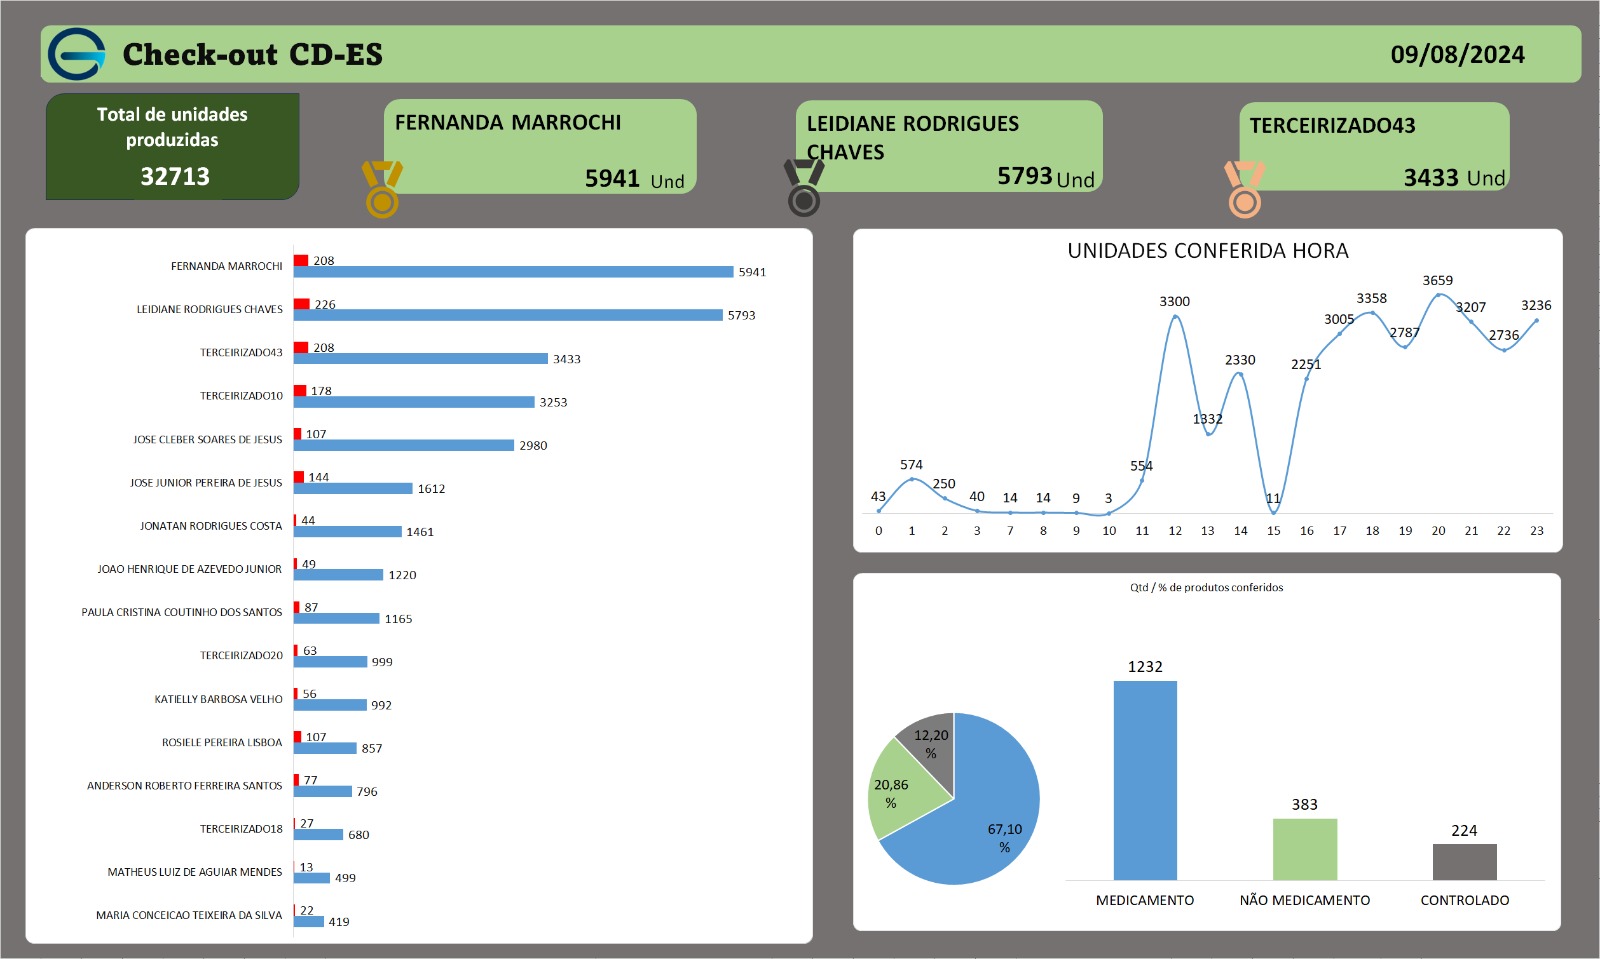 Check-out CD-ES
09/08/2024
Total de unidades
produzidas
32713
FERNANDA MARROCHI
5941 Und
LEIDIANE RODRIGUES
CHAVES
5793 Und
TERCEIRIZADO43
3433 Und
FERNANDA MARROCHI 208 5941
LEIDIANE RODRIGUES CHAVES 226 5793
TERCEIRIZADO43 208 3433
TERCEIRIZADO10 178 3253
JOSE CLEBER SOARES DE JESUS 107 2980
JOSE JUNIOR PEREIRA DE JESUS 144 1612
JONATAN RODRIGUES COSTA 44 1461
JOAO HENRIQUE DE AZEVEDO JUNIOR 49 1220
PAULA CRISTINA COUTINHO DOS SANTOS 87 1165
TERCEIRIZADO20 63 999
KATIELLY BARBOSA VELHO 56 992
ROSIELE PEREIRA LISBOA 107 857
ANDERSON ROBERTO FERREIRA SANTOS 77 796
TERCEIRIZADO18 27 680
MATHEUS LUIZ DE AGUIAR MENDES 13 499
MARIA CONCEICAO TEIXEIRA DA SILVA 22 419
UNIDADES CONFERIDA HORA
43 574 250 40 14 14 9 3 554 3300 1332 2330 11 2251 3005 3358 2787 3659 3207 2736 3236
0 1 2 3 7 8 9 10 11 12 13 14 15 16 17 18 19 20 21 22 23
Qtd / % de produtos conferidos
12,20
%
20,86
%
67,10
%
1232 383 224
MEDICAMENTO NÃO MEDICAMENTO CONTROLADO